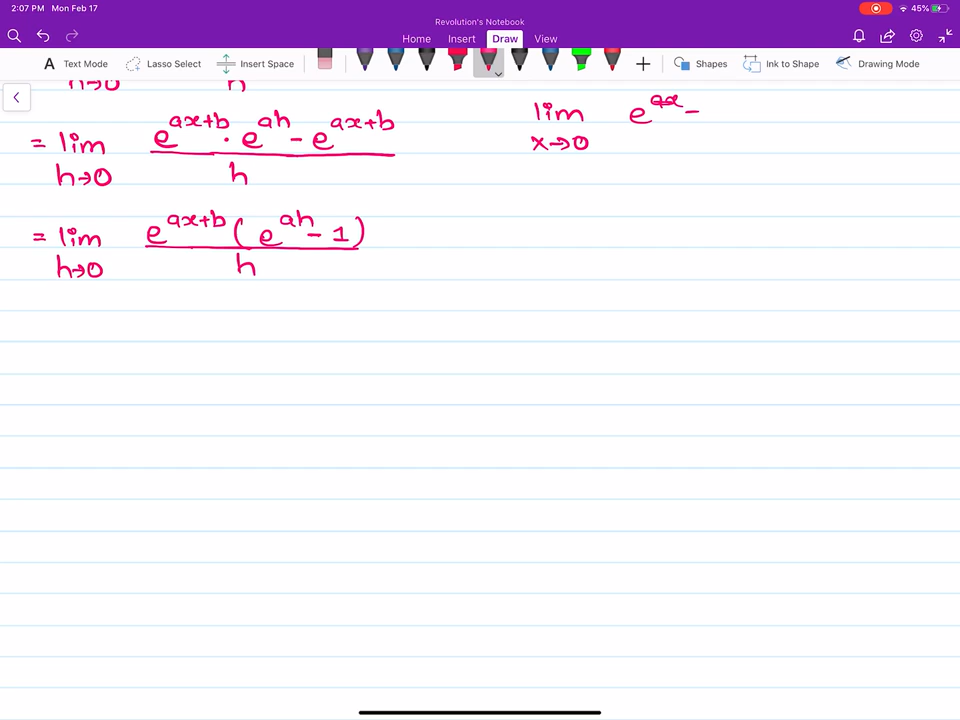 2:07 PM Mon Feb 17
45%
Revolution's Notebook
Home Insert Draw View
A Text Mode Lasso Select Insert Space Shapes Ink to Shape Drawing Mode
h→0 h
= lim e^{ax+b} · e^{ah} - e^{ax+b}
h→0 h
= lim e^{ax+b} ( e^{ah} - 1 )
h→0 h
lim e^{ax} -
x→0